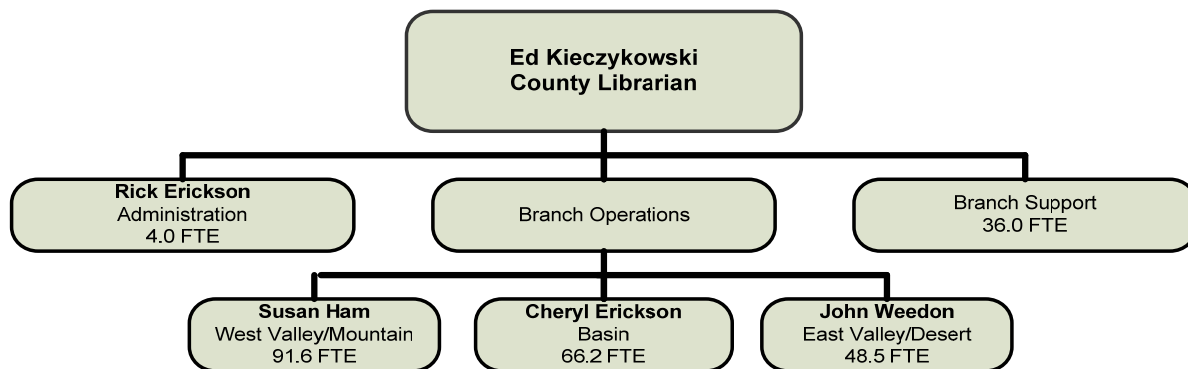 Ed Kieczykowski
County Librarian
Rick Erickson
Administration
4.0 FTE
Branch Operations
Branch Support
36.0 FTE
Susan Ham
West Valley/Mountain
91.6 FTE
Cheryl Erickson
Basin
66.2 FTE
John Weedon
East Valley/Desert
48.5 FTE